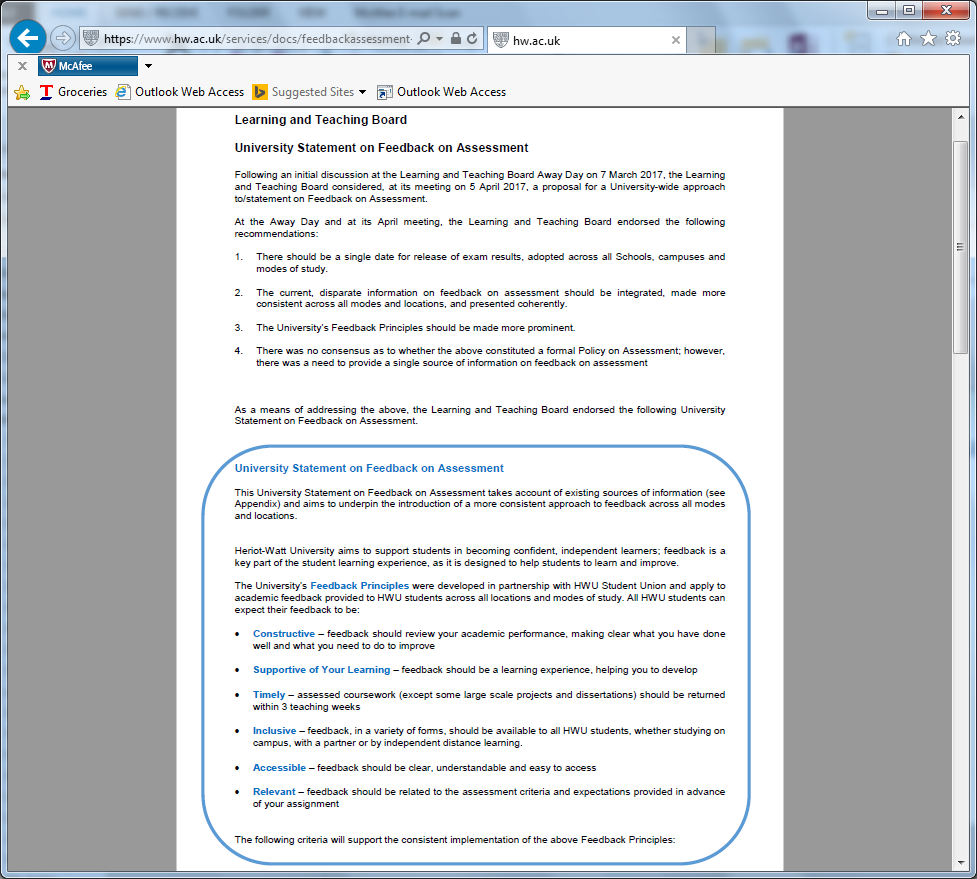 https://www.hw.ac.uk/services/docs/feedbackassessment
hw.ac.uk
McAfee
Groceries
Outlook Web Access
Suggested Sites
Outlook Web Access
Learning and Teaching Board
University Statement on Feedback on Assessment
Following an initial discussion at the Learning and Teaching Board Away Day on 7 March 2017, the Learning
and Teaching Board considered, at its meeting on 5 April 2017, a proposal for a University-wide approach
to/statement on Feedback on Assessment.
At the Away Day and at its April meeting, the Learning and Teaching Board endorsed the following
recommendations:
1. There should be a single date for release of exam results, adopted across all Schools, campuses and
modes of study.
2. The current, disparate information on feedback on assessment should be integrated, made more
consistent across all modes and locations, and presented coherently.
3. The University's Feedback Principles should be made more prominent.
4. There was no consensus as to whether the above constituted a formal Policy on Assessment; however,
there was a need to provide a single source of information on feedback on assessment
As a means of addressing the above, the Learning and Teaching Board endorsed the following University
Statement on Feedback on Assessment.
University Statement on Feedback on Assessment
This University Statement on Feedback on Assessment takes account of existing sources of information (see
Appendix) and aims to underpin the introduction of a more consistent approach to feedback across all modes
and locations.
Heriot-Watt University aims to support students in becoming confident, independent learners; feedback is a
key part of the student learning experience, as it is designed to help students to learn and improve.
The University's Feedback Principles were developed in partnership with HWU Student Union and apply to
academic feedback provided to HWU students across all locations and modes of study. All HWU students can
expect their feedback to be:
• Constructive – feedback should review your academic performance, making clear what you have done
well and what you need to do to improve
• Supportive of Your Learning – feedback should be a learning experience, helping you to develop
• Timely – assessed coursework (except some large scale projects and dissertations) should be returned
within 3 teaching weeks
• Inclusive – feedback, in a variety of forms, should be available to all HWU students, whether studying on
campus, with a partner or by independent distance learning.
• Accessible – feedback should be clear, understandable and easy to access
• Relevant – feedback should be related to the assessment criteria and expectations provided in advance
of your assignment
The following criteria will support the consistent implementation of the above Feedback Principles: